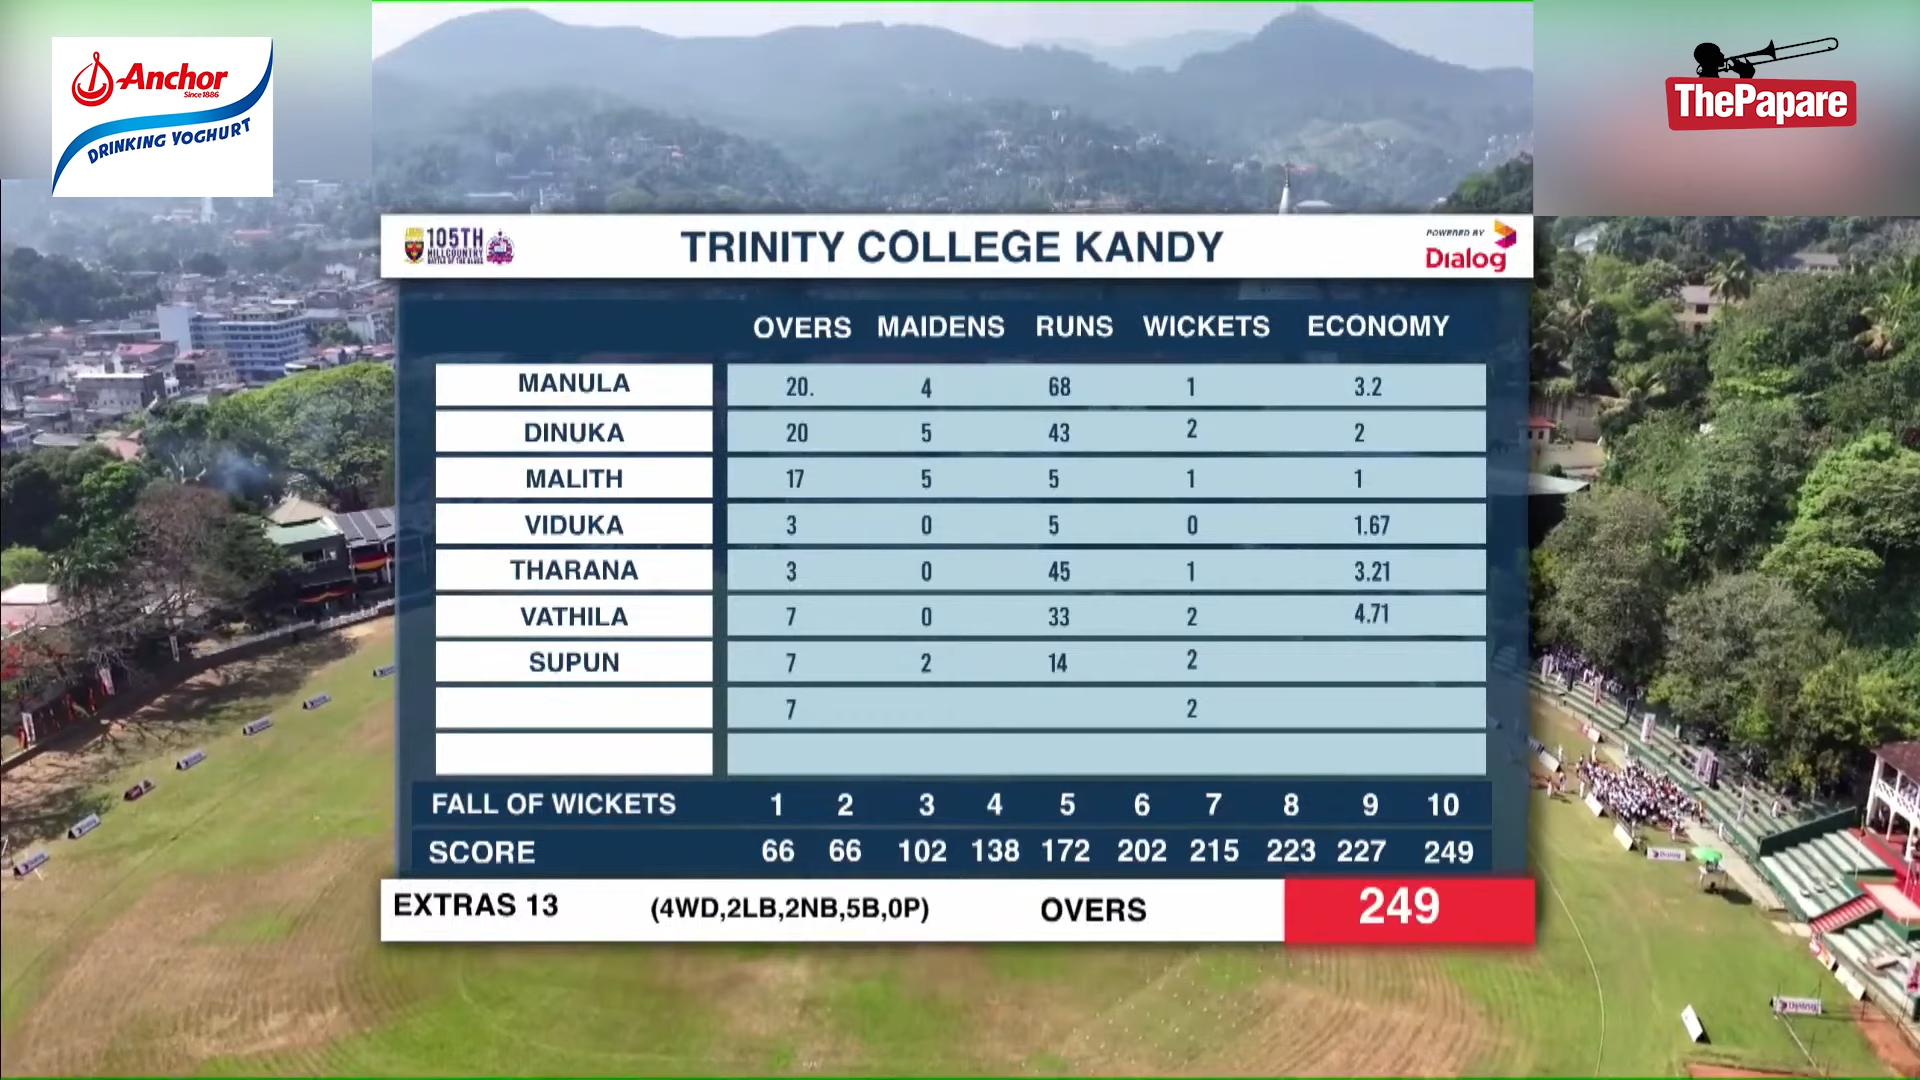 Anchor
Since 1886
DRINKING YOGHURT
ThePapare
105TH
HILLCOUNTRY
BATTLE OF THE BLUES
TRINITY COLLEGE KANDY
POWERED BY
Dialog
OVERS MAIDENS RUNS WICKETS ECONOMY
MANULA 20. 4 68 1 3.2
DINUKA 20 5 43 2 2
MALITH 17 5 5 1 1
VIDUKA 3 0 5 0 1.67
THARANA 3 0 45 1 3.21
VATHILA 7 0 33 2 4.71
SUPUN 7 2 14 2
7 2
FALL OF WICKETS 1 2 3 4 5 6 7 8 9 10
SCORE 66 66 102 138 172 202 215 223 227 249
EXTRAS 13 (4WD,2LB,2NB,5B,0P) OVERS 249